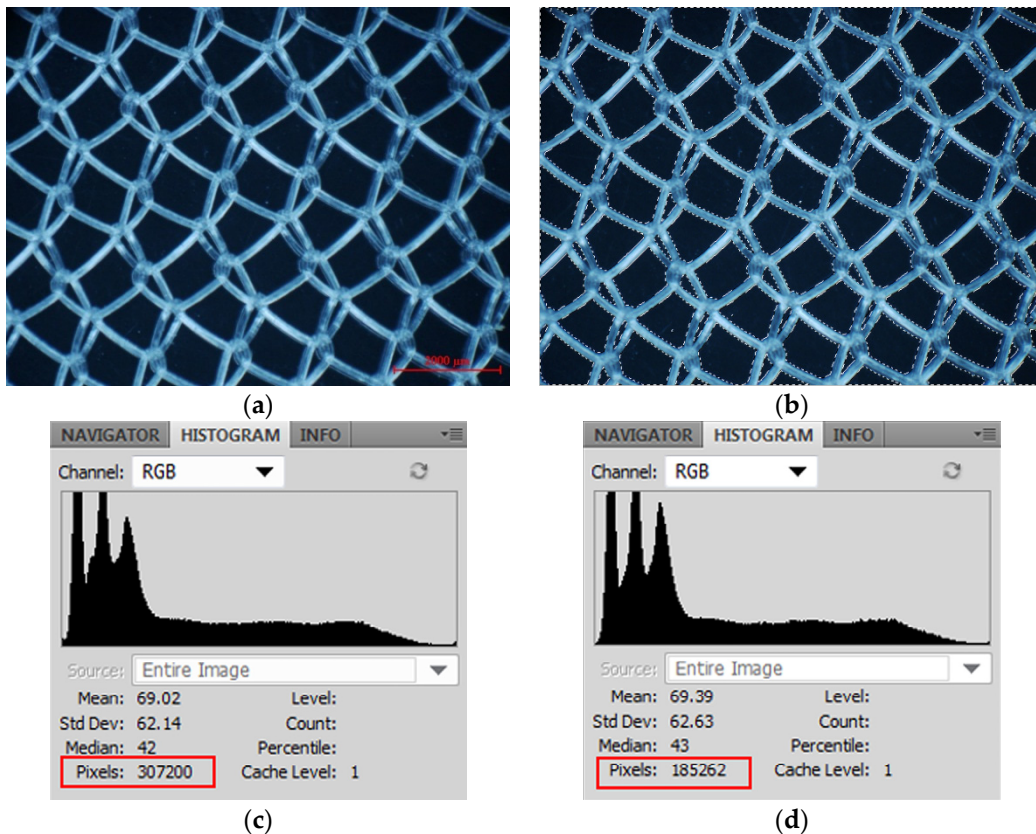 1000 μm
(a)
(b)
NAVIGATOR HISTOGRAM INFO
Channel: RGB
Source: Entire Image
Mean: 69.02 Level:
Std Dev: 62.14 Count:
Median: 42 Percentile:
Pixels: 307200 Cache Level: 1
(c)
NAVIGATOR HISTOGRAM INFO
Channel: RGB
Source: Entire Image
Mean: 69.39 Level:
Std Dev: 62.63 Count:
Median: 43 Percentile:
Pixels: 185262 Cache Level: 1
(d)